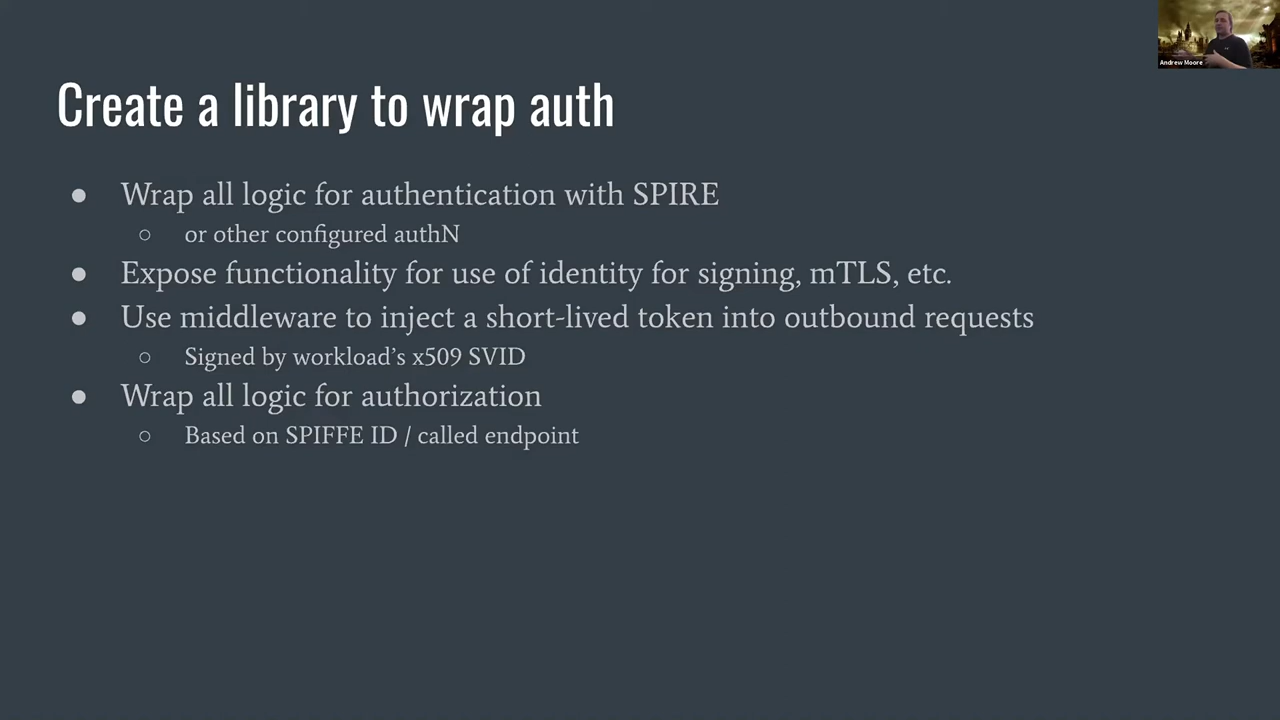 Andrew Moore
Create a library to wrap auth
● Wrap all logic for authentication with SPIRE
○ or other configured authN
● Expose functionality for use of identity for signing, mTLS, etc.
● Use middleware to inject a short-lived token into outbound requests
○ Signed by workload’s x509 SVID
● Wrap all logic for authorization
○ Based on SPIFFE ID / called endpoint